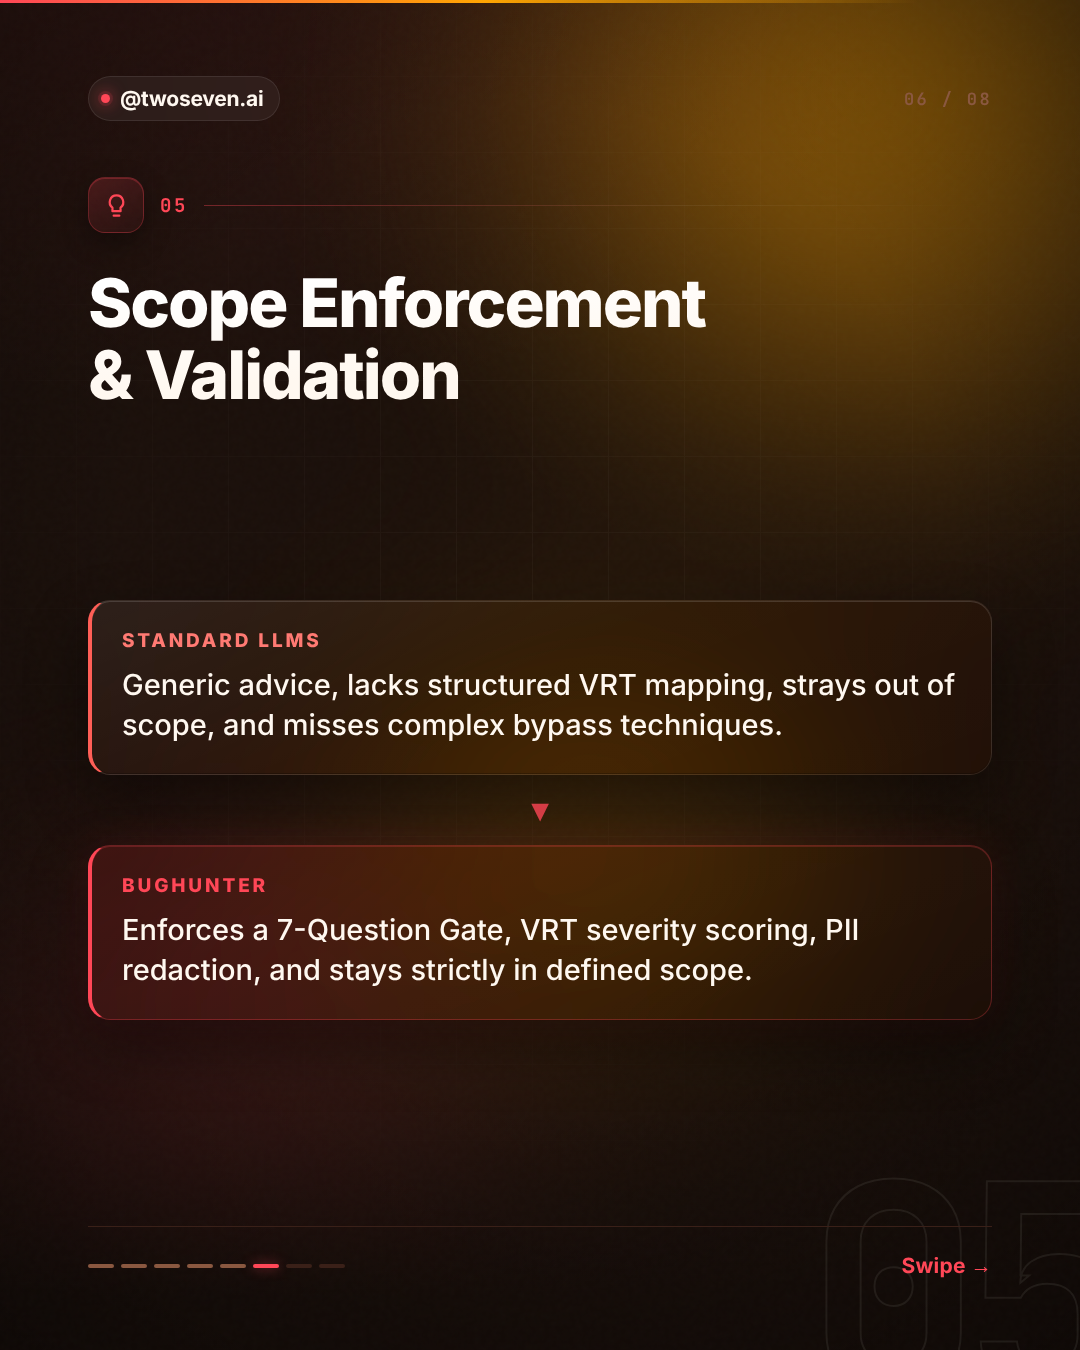 @twoseven.ai
06 / 08
05
Scope Enforcement
& Validation
STANDARD LLMS
Generic advice, lacks structured VRT mapping, strays out of
scope, and misses complex bypass techniques.
▼
BUGHUNTER
Enforces a 7-Question Gate, VRT severity scoring, PII
redaction, and stays strictly in defined scope.
Swipe →
05